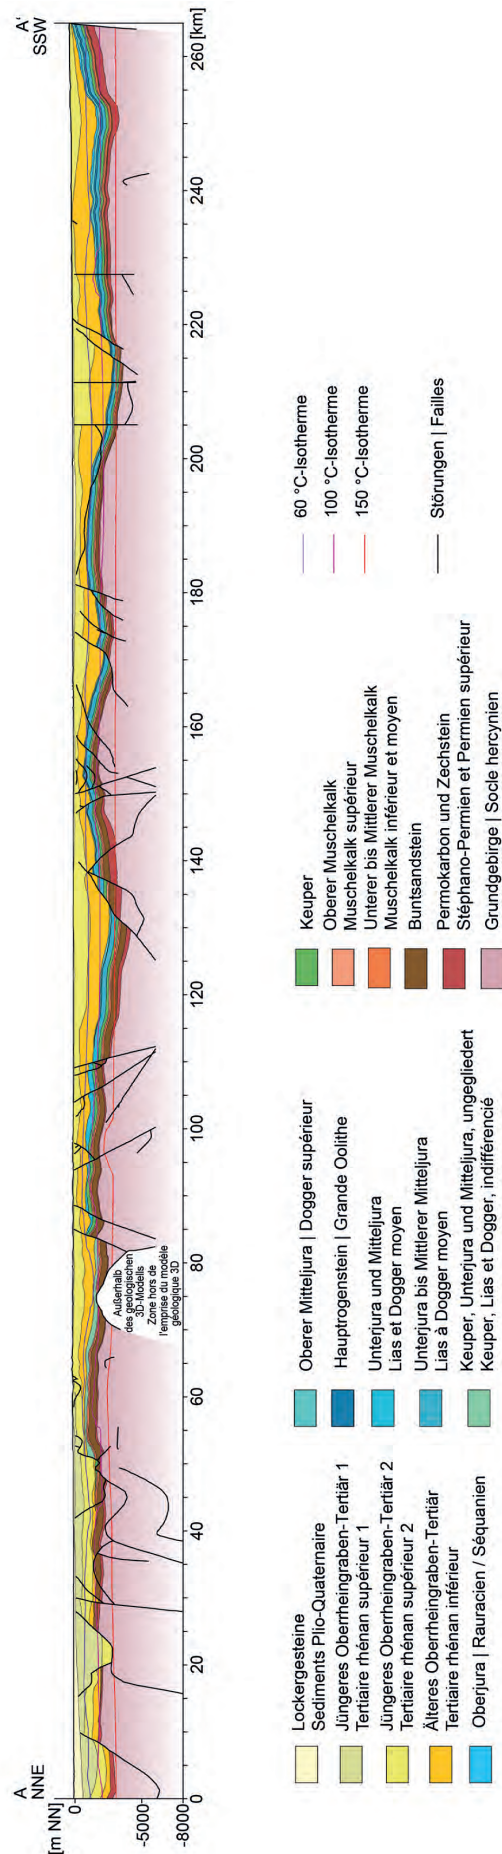 A
NNE
A'
SSW
[m NN]
0
-5000
-8000
0
20
40
60
80
100
120
140
160
180
200
220
240
260 [km]
Außerhalb
des geologischen
3D-Modells
Zone hors de
l'emprise du modèle
géologique 3D
Lockergesteine
Sediments Plio-Quaternaire
Jüngeres Oberrheingraben-Tertiär 1
Tertiaire rhénan supérieur 1
Jüngeres Oberrheingraben-Tertiär 2
Tertiaire rhénan supérieur 2
Älteres Oberrheingraben-Tertiär
Tertiaire rhénan inférieur
Oberjura | Rauracien / Séquanien
Oberer Mitteljura | Dogger supérieur
Hauptrogenstein | Grande Oolithe
Unterjura und Mitteljura
Lias et Dogger moyen
Unterjura bis Mittlerer Mitteljura
Lias à Dogger moyen
Keuper, Unterjura und Mitteljura, ungegliedert
Keuper, Lias et Dogger, indifférencié
Keuper
Oberer Muschelkalk
Muschelkalk supérieur
Unterer bis Mittlerer Muschelkalk
Muschelkalk inférieur et moyen
Buntsandstein
Permokarbon und Zechstein
Stéphano-Permien et Permien supérieur
Grundgebirge | Socle hercynien
60 °C-Isotherme
100 °C-Isotherme
150 °C-Isotherme
Störungen | Failles